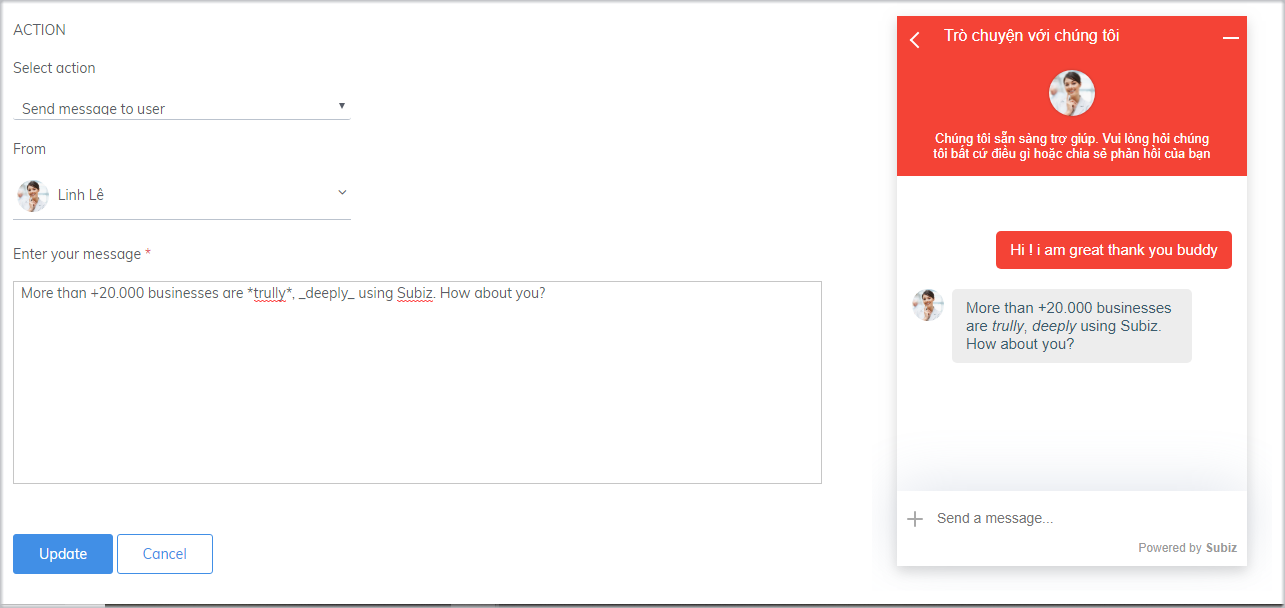 ACTION
Select action
Send message to user
From
Linh Lê
Enter your message *
More than +20.000 businesses are *trully*, _deeply_ using Subiz. How about you?
Update
Cancel
Trò chuyện với chúng tôi
Chúng tôi sẵn sàng trợ giúp. Vui lòng hỏi chúng
tôi bất cứ điều gì hoặc chia sẻ phản hồi của bạn
Hi ! i am great thank you buddy
More than +20.000 businesses
are trully, deeply using Subiz.
How about you?
Send a message...
Powered by Subiz